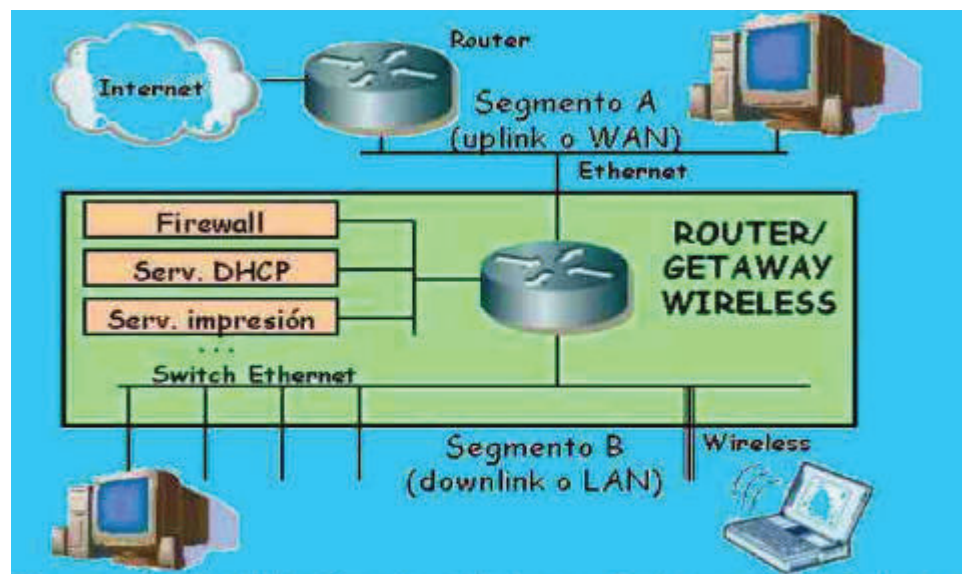 Router
Internet
Segmento A
(uplink o WAN)
Ethernet
Firewall
Serv. DHCP
Serv. impresión
...
ROUTER/
GETAWAY
WIRELESS
Switch Ethernet
Segmento B
(downlink o LAN)
Wireless